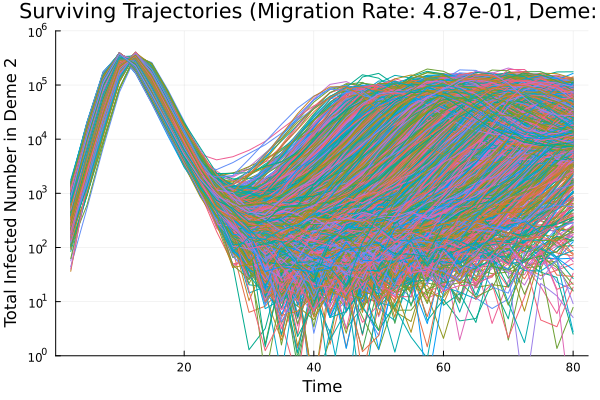 Surviving Trajectories (Migration Rate: 4.87e-01, Deme:
Total Infected Number in Deme 2
10⁶
10⁵
10⁴
10³
10²
10¹
10⁰
20 40 60 80
Time